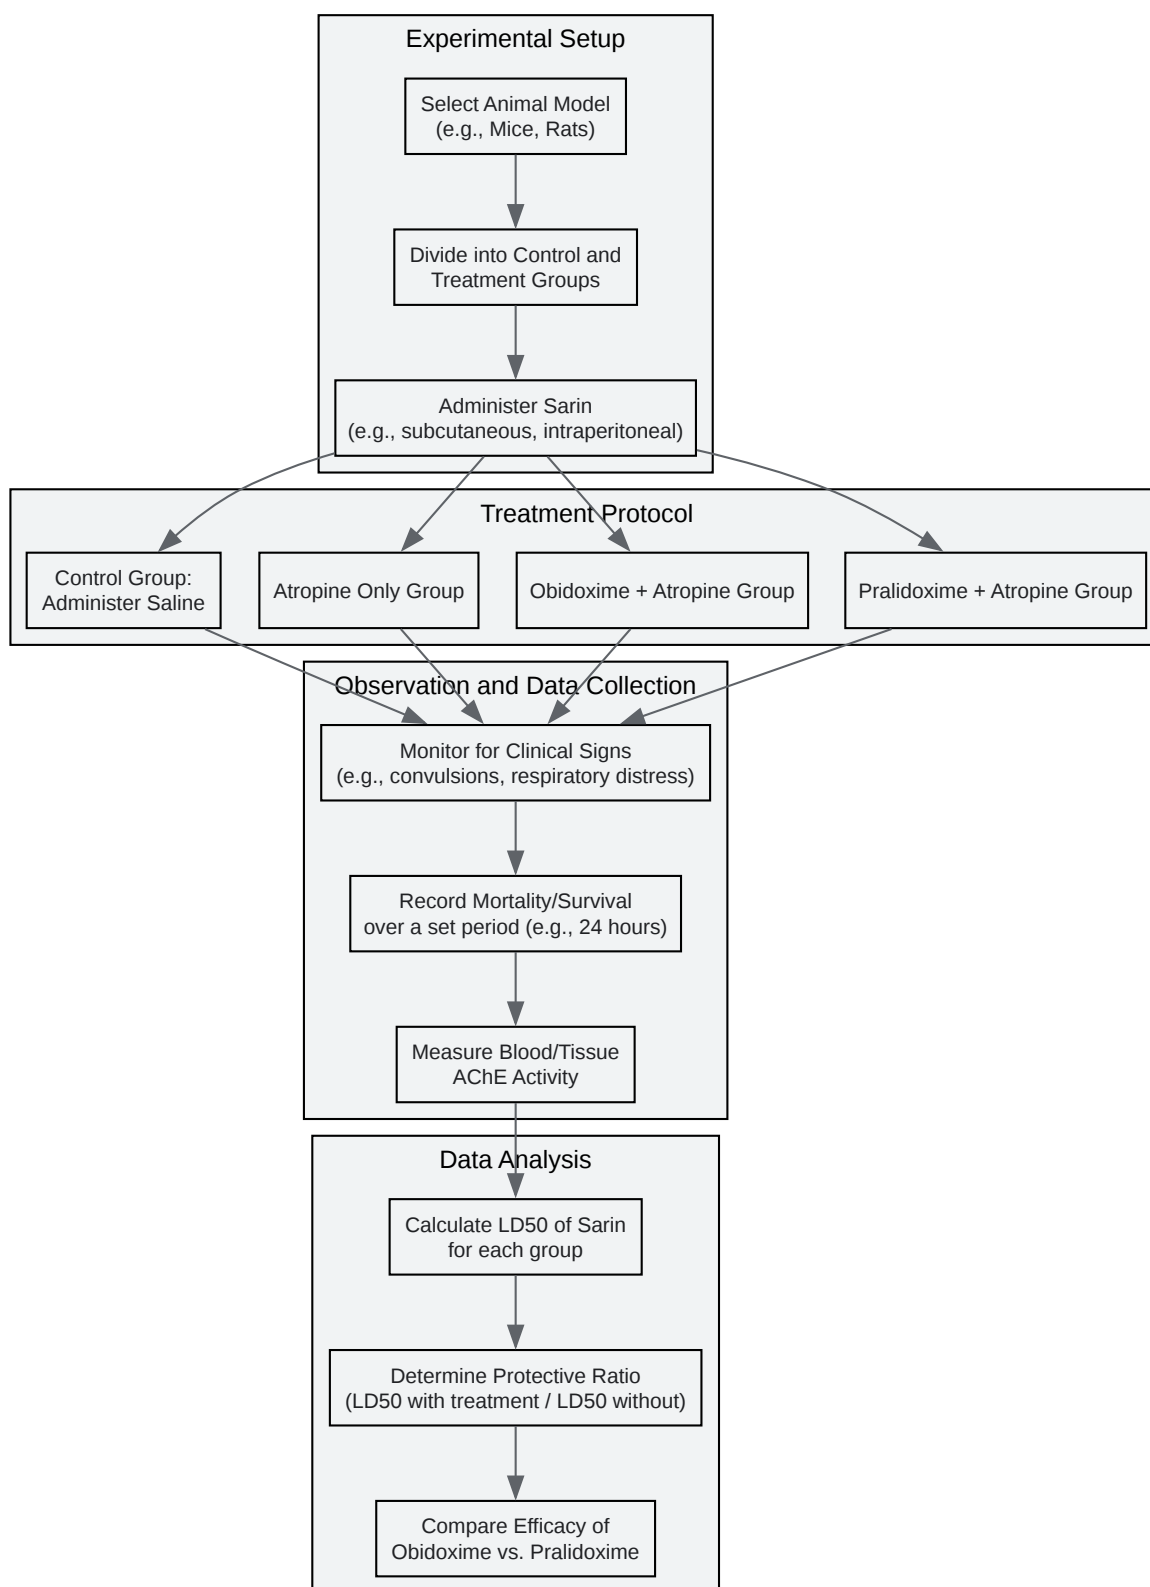 Experimental Setup
Select Animal Model
(e.g., Mice, Rats)
Divide into Control and
Treatment Groups
Administer Sarin
(e.g., subcutaneous, intraperitoneal)
Treatment Protocol
Control Group:
Administer Saline
Atropine Only Group
Obidoxime + Atropine Group
Pralidoxime + Atropine Group
Observation and Data Collection
Monitor for Clinical Signs
(e.g., convulsions, respiratory distress)
Record Mortality/Survival
over a set period (e.g., 24 hours)
Measure Blood/Tissue
AChE Activity
Data Analysis
Calculate LD50 of Sarin
for each group
Determine Protective Ratio
(LD50 with treatment / LD50 without)
Compare Efficacy of
Obidoxime vs. Pralidoxime